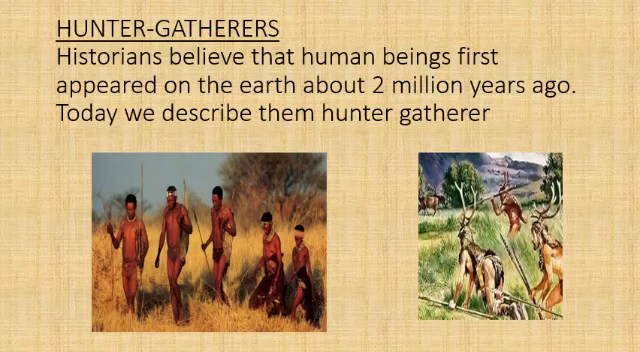 HUNTER-GATHERERS
Historians believe that human beings first
appeared on the earth about 2 million years ago.
Today we describe them hunter gatherer